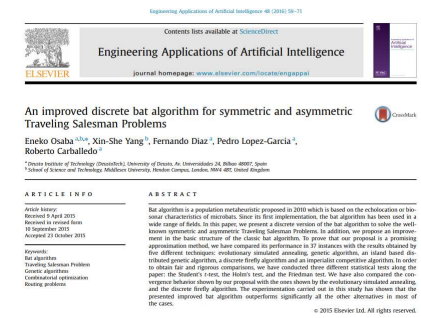 Engineering Applications of Artificial Intelligence 48 (2016) 59–71
Contents lists available at ScienceDirect
Engineering Applications of Artificial Intelligence
journal homepage: www.elsevier.com/locate/engappai
ELSEVIER
Artificial
Intelligence
An improved discrete bat algorithm for symmetric and asymmetric
Traveling Salesman Problems
CrossMark
Eneko Osaba a,b,*, Xin-She Yang b, Fernando Diaz a, Pedro Lopez-Garcia a,
Roberto Carballedo a
a Deusto Institute of Technology (DeustoTech), University of Deusto, Av. Universidades 24, Bilbao 48007, Spain
b School of Science and Technology, Middlesex University, Hendon Campus, London, NW4 4BT, United Kingdom
ARTICLE INFO
Article history:
Received 9 April 2015
Received in revised form
10 September 2015
Accepted 23 October 2015
Keywords:
Bat algorithm
Traveling Salesman Problem
Genetic algorithms
Combinatorial optimization
Routing problems
ABSTRACT
Bat algorithm is a population metaheuristic proposed in 2010 which is based on the echolocation or bio-
sonar characteristics of microbats. Since its first implementation, the bat algorithm has been used in a
wide range of fields. In this paper, we present a discrete version of the bat algorithm to solve the well-
known symmetric and asymmetric Traveling Salesman Problems. In addition, we propose an improve-
ment in the basic structure of the classic bat algorithm. To prove that our proposal is a promising
approximation method, we have compared its performance in 37 instances with the results obtained by
five different techniques: evolutionary simulated annealing, genetic algorithm, an island based dis-
tributed genetic algorithm, a discrete firefly algorithm and an imperialist competitive algorithm. In order
to obtain fair and rigorous comparisons, we have conducted three different statistical tests along the
paper: the Student's t-test, the Holm's test, and the Friedman test. We have also compared the con-
vergence behavior shown by our proposal with the ones shown by the evolutionary simulated annealing,
and the discrete firefly algorithm. The experimentation carried out in this study has shown that the
presented improved bat algorithm outperforms significantly all the other alternatives in most of
the cases.
© 2015 Elsevier Ltd. All rights reserved.